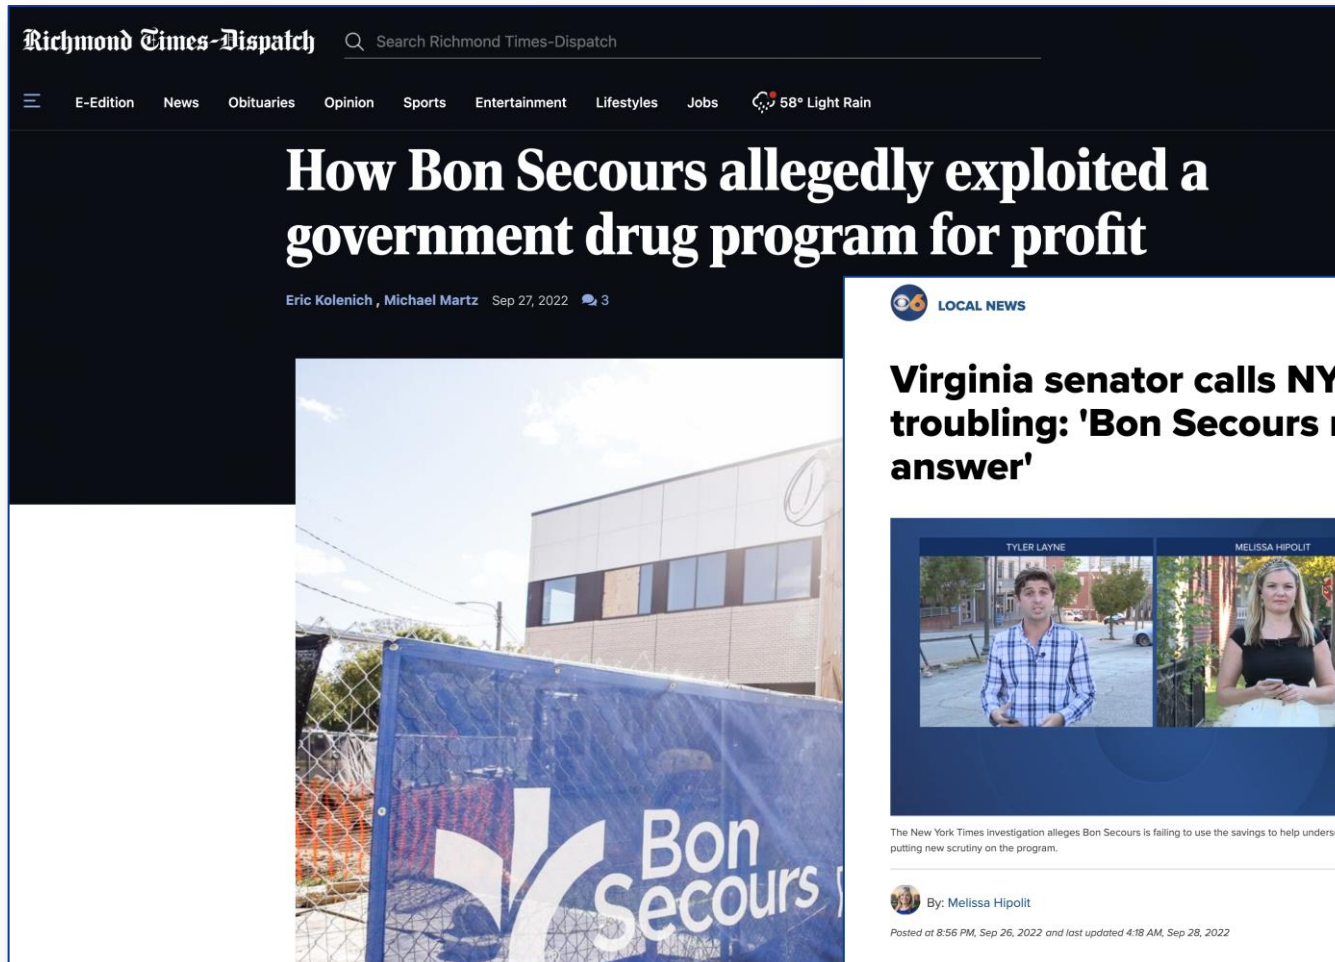 Richmond Times-Dispatch
Search Richmond Times-Dispatch
E-Edition News Obituaries Opinion Sports Entertainment Lifestyles Jobs 58° Light Rain
How Bon Secours allegedly exploited a
government drug program for profit
Eric Kolenich , Michael Martz Sep 27, 2022 3
6 LOCAL NEWS
Virginia senator calls NY
troubling: 'Bon Secours
answer'
TYLER LAYNE MELISSA HIPOLIT
The New York Times investigation alleges Bon Secours is failing to use the savings to help
putting new scrutiny on the program.
By: Melissa Hipolit
Posted at 8:56 PM, Sep 26, 2022 and last updated 4:18 AM, Sep 28, 2022
Bon
Secours